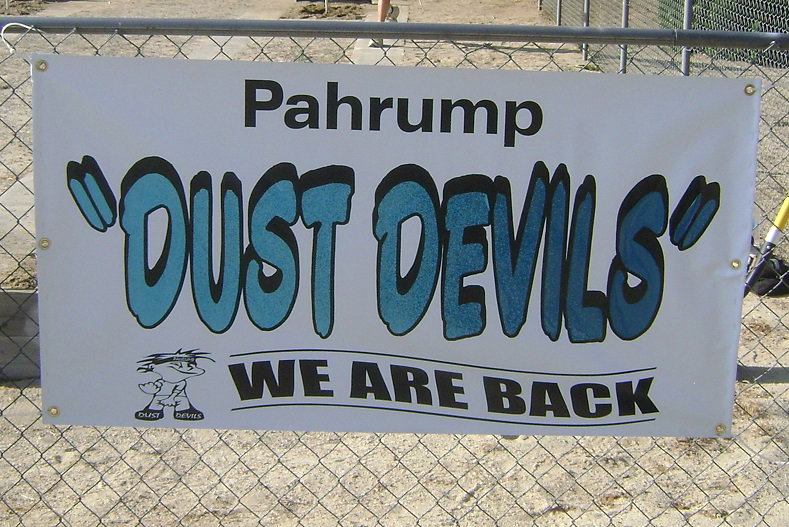 Pahrump
"DUST DEVILS"
WE ARE BACK
DUST DEVILS